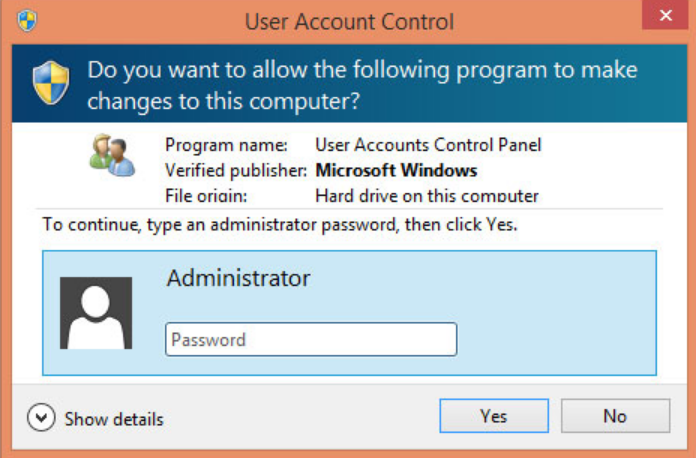 User Account Control
Do you want to allow the following program to make
changes to this computer?
Program name: User Accounts Control Panel
Verified publisher: Microsoft Windows
File origin: Hard drive on this computer
To continue, type an administrator password, then click Yes.
Administrator
Password
Show details
Yes
No